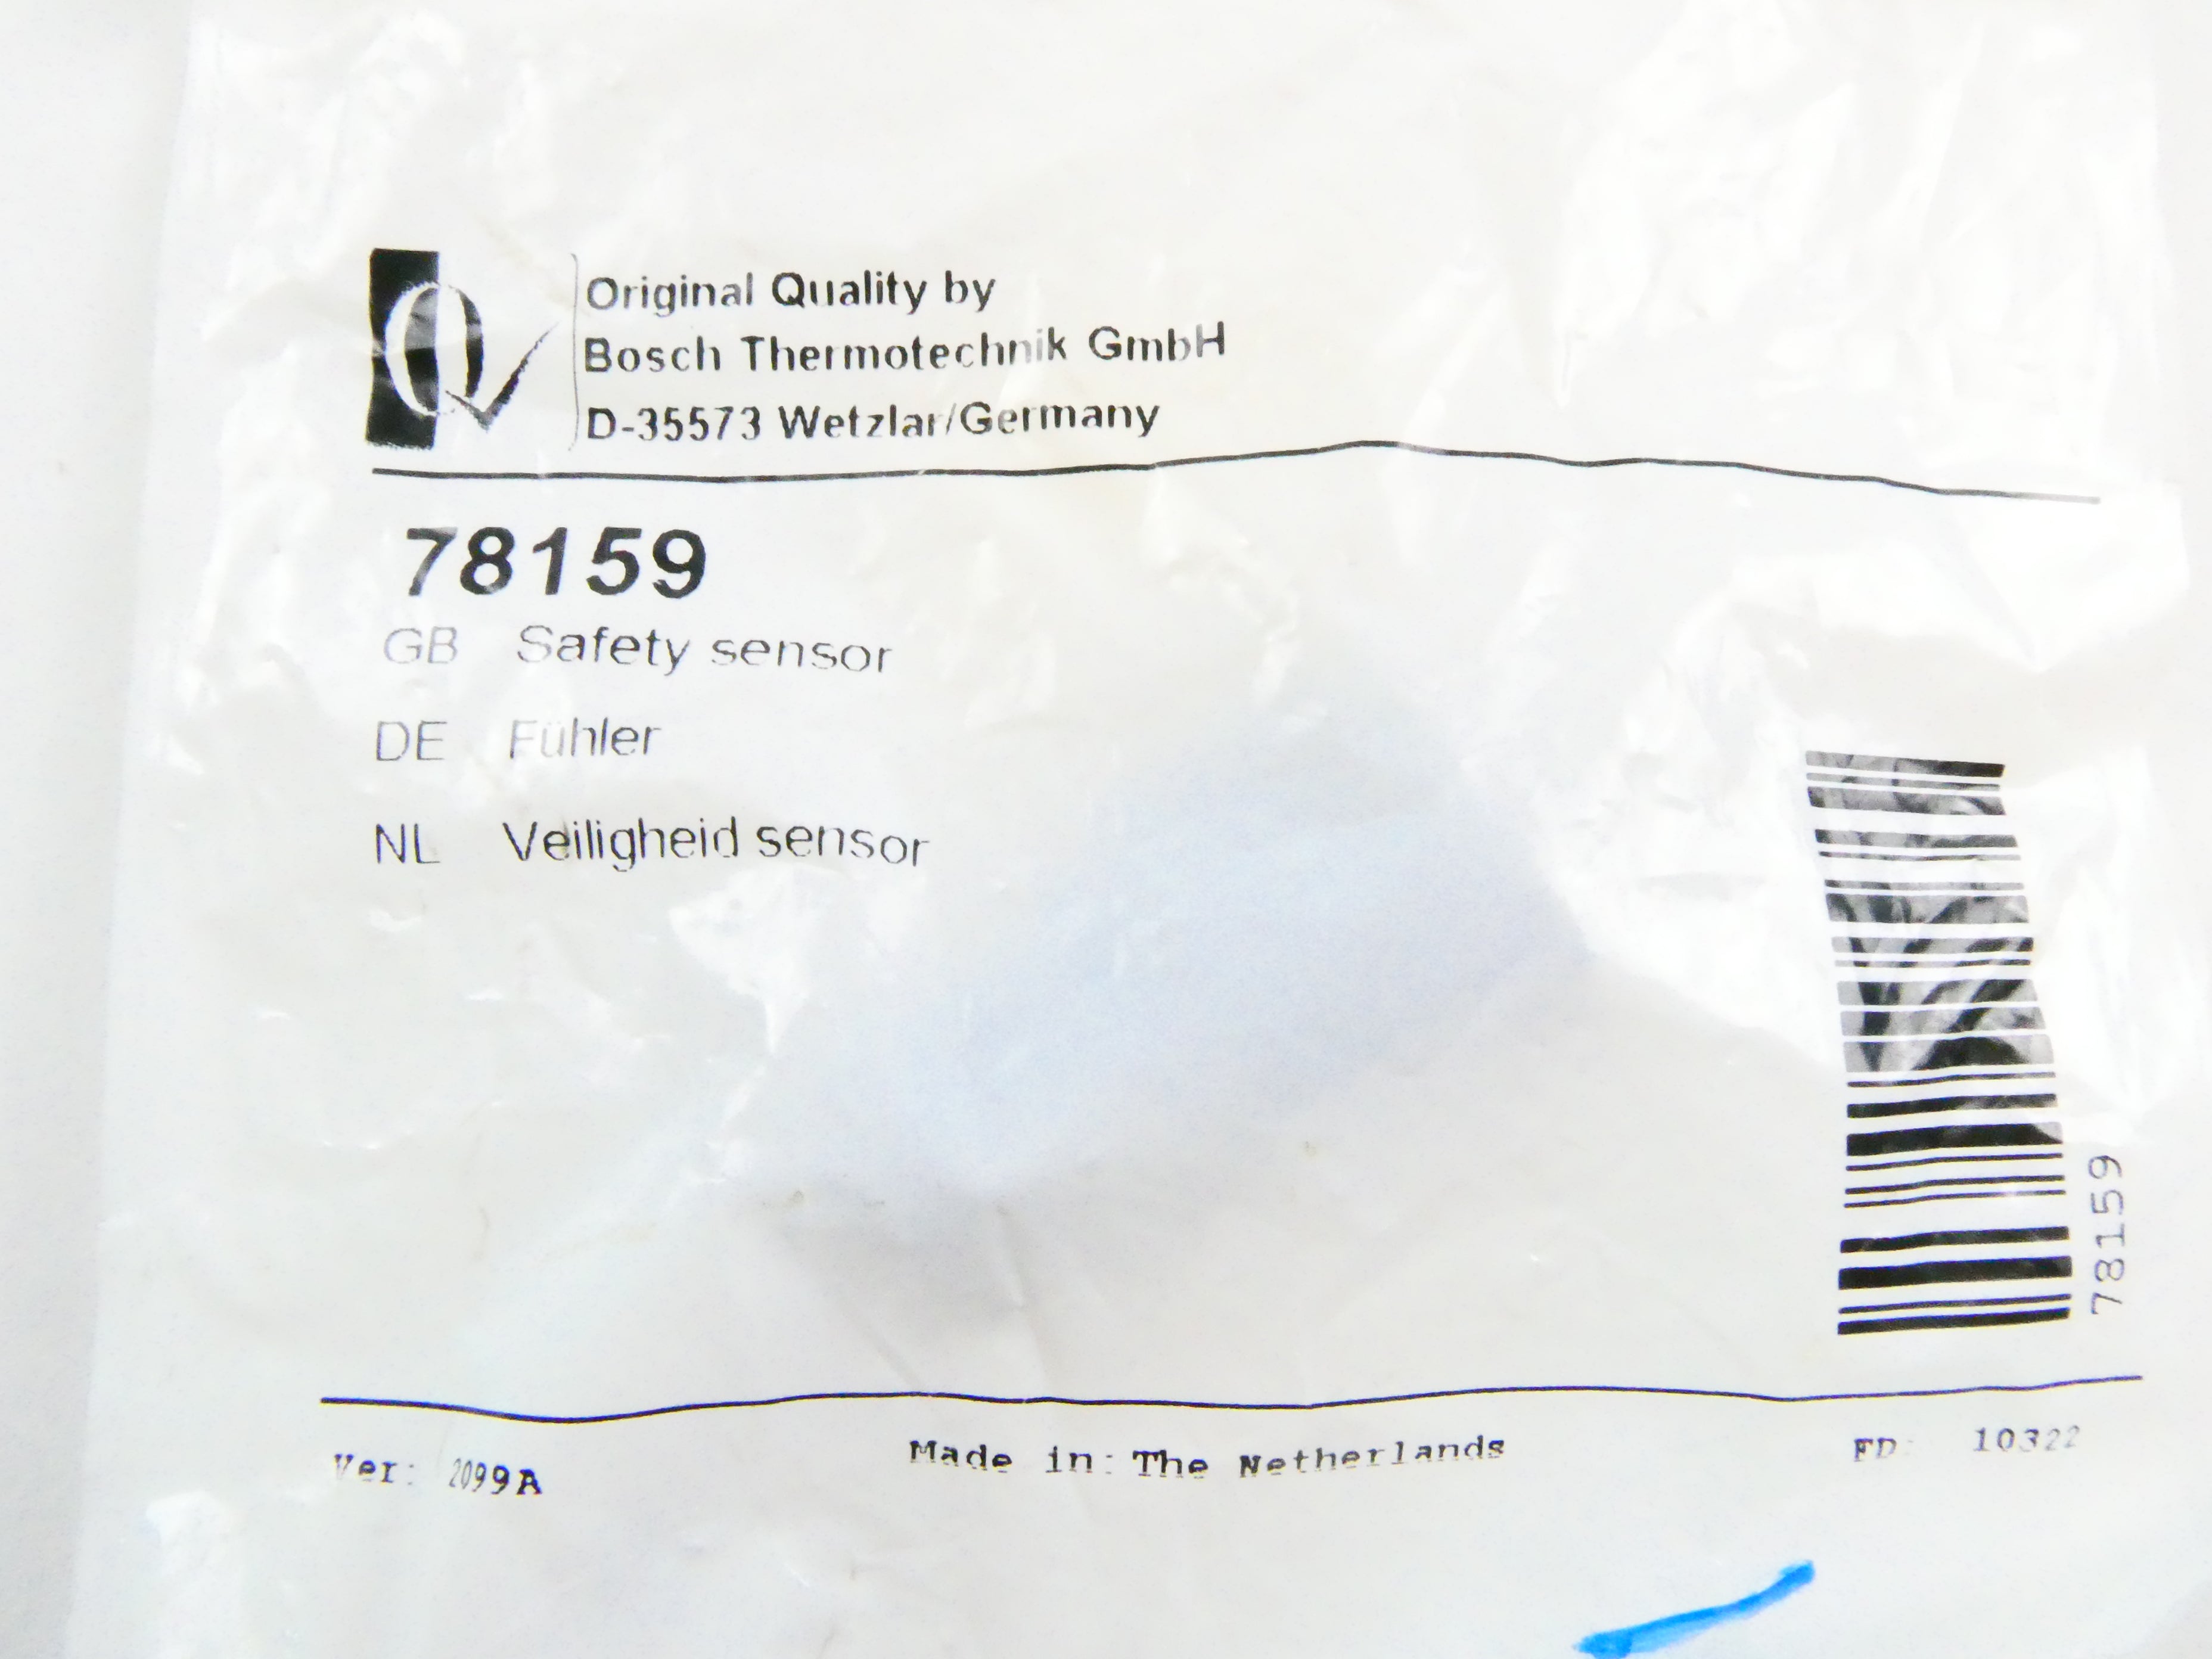 Q
Original Quality by
Bosch Thermotechnik GmbH
D-35573 Wetzlar/Germany
78159
GB Safety sensor
DE Fühler
NL Veiligheid sensor
78159
Ver: 2099A Made in: The Netherlands FD: 10322